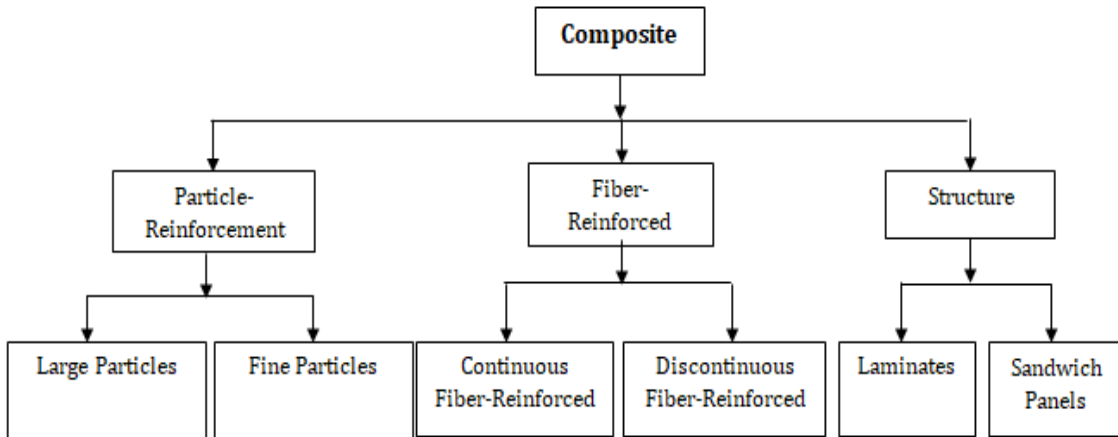 Composite
Particle-
Reinforcement
Fiber-
Reinforced
Structure
Large Particles
Fine Particles
Continuous
Fiber-Reinforced
Discontinuous
Fiber-Reinforced
Laminates
Sandwich
Panels